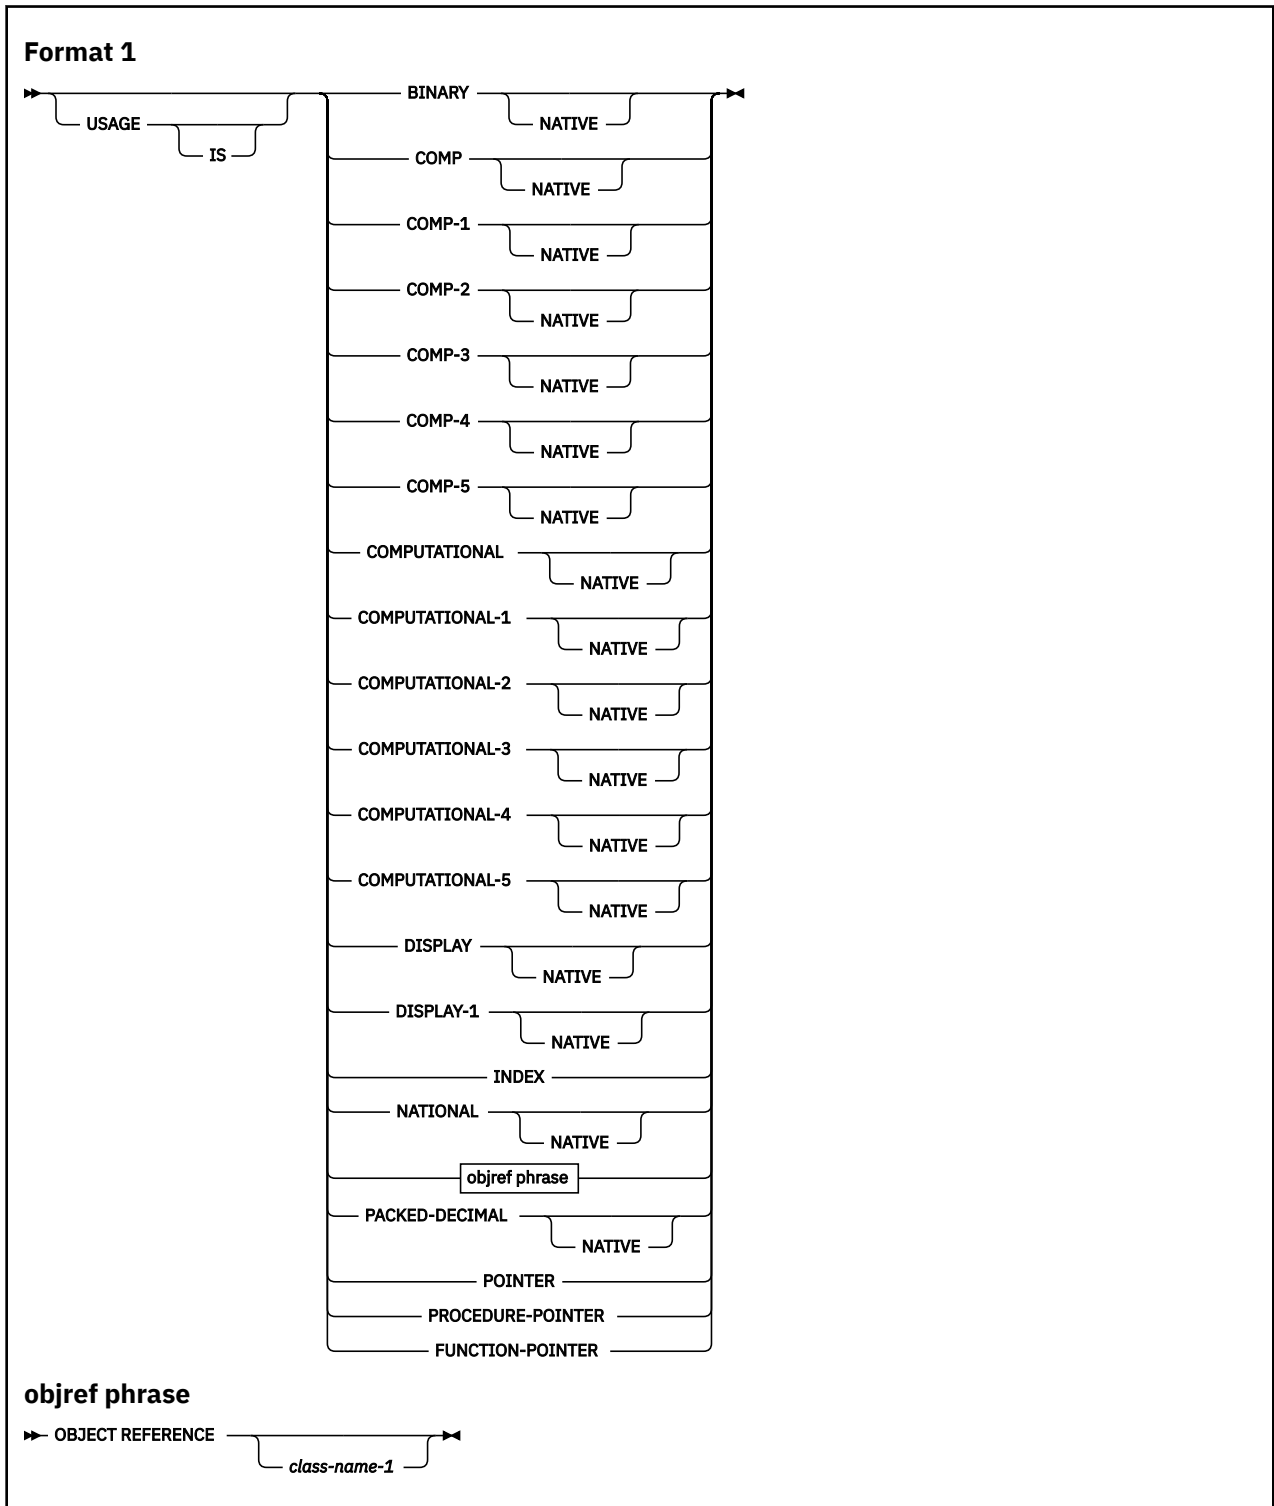 Format 1
BINARY
USAGE NATIVE
IS
COMP
NATIVE
COMP-1
NATIVE
COMP-2
NATIVE
COMP-3
NATIVE
COMP-4
NATIVE
COMP-5
NATIVE
COMPUTATIONAL
NATIVE
COMPUTATIONAL-1
NATIVE
COMPUTATIONAL-2
NATIVE
COMPUTATIONAL-3
NATIVE
COMPUTATIONAL-4
NATIVE
COMPUTATIONAL-5
NATIVE
DISPLAY
NATIVE
DISPLAY-1
NATIVE
INDEX
NATIONAL
NATIVE
objref phrase
PACKED-DECIMAL
NATIVE
POINTER
PROCEDURE-POINTER
FUNCTION-POINTER
objref phrase
OBJECT REFERENCE
class-name-1